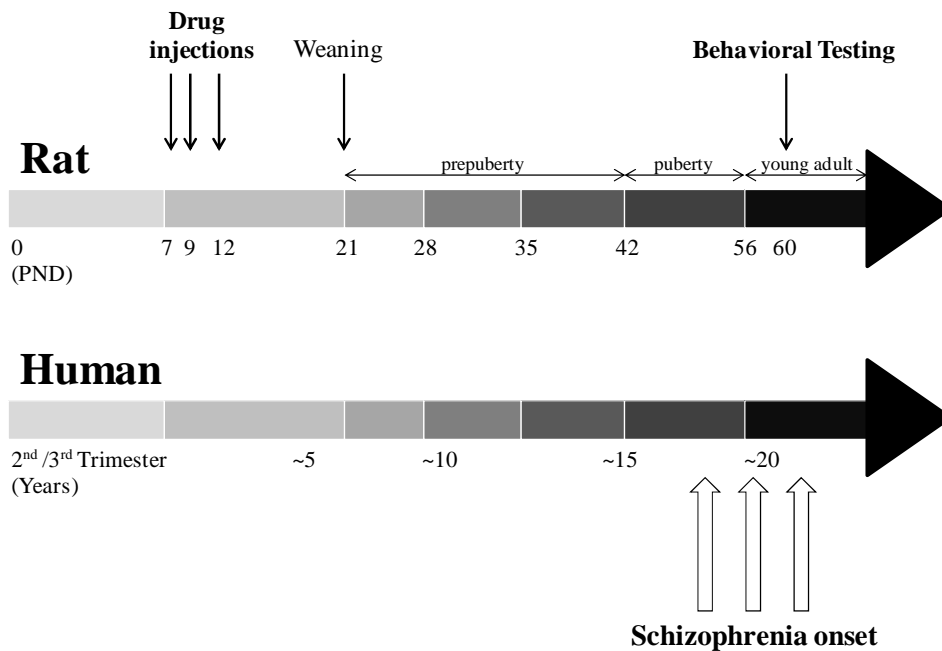 Drug
injections
Weaning
Behavioral Testing
Rat
prepuberty
puberty
young adult
0 7 9 12 21 28 35 42 56 60
(PND)
Human
2nd /3rd Trimester ~5 ~10 ~15 ~20
(Years)
Schizophrenia onset